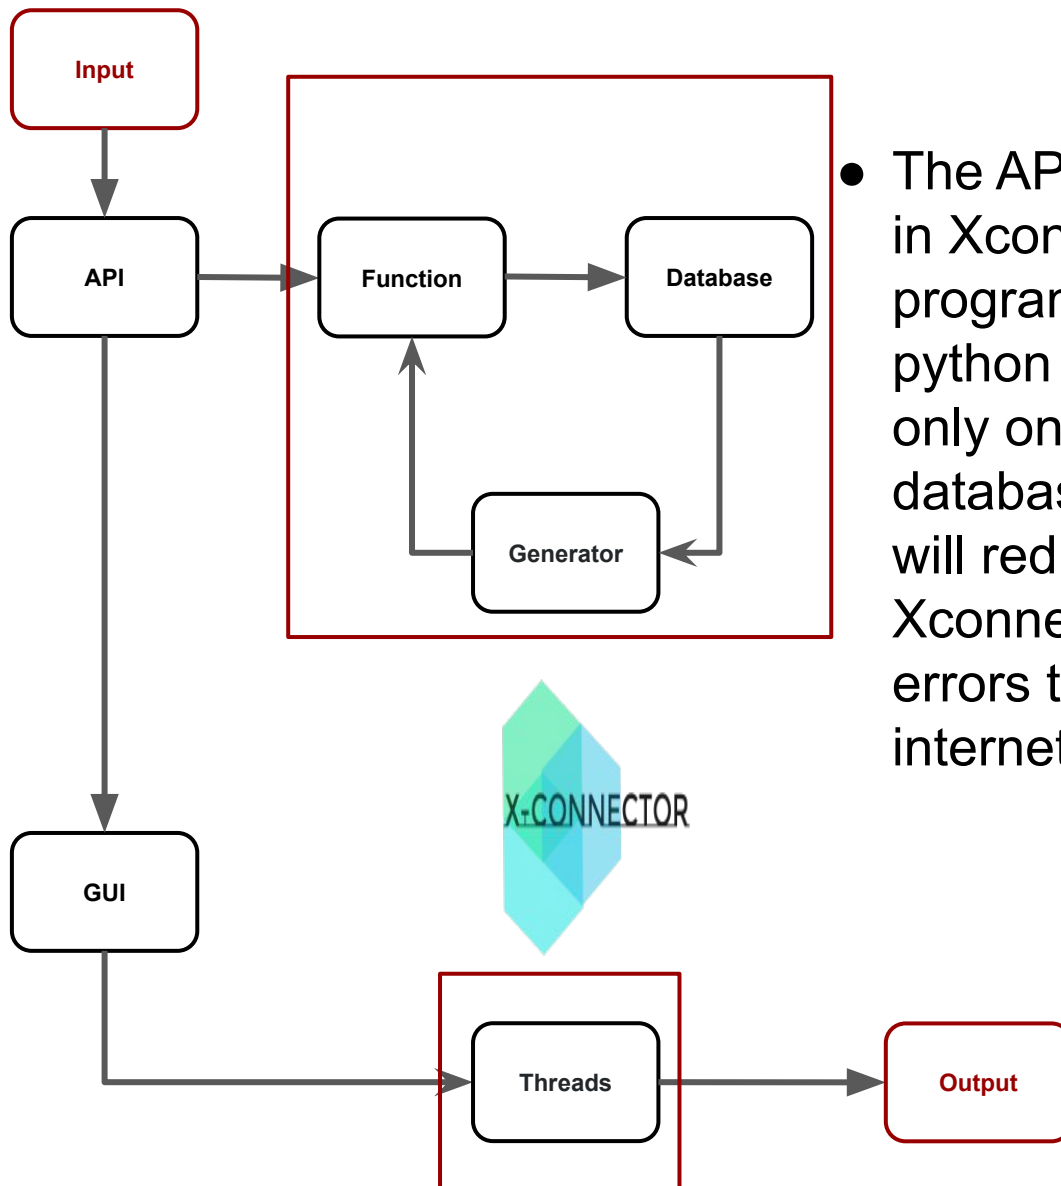 Input
API
Function
Database
Generator
X-CONNECTOR
GUI
Threads
Output
● The AP
in Xcon
program
python
only on
databas
will red
Xconne
errors t
internet